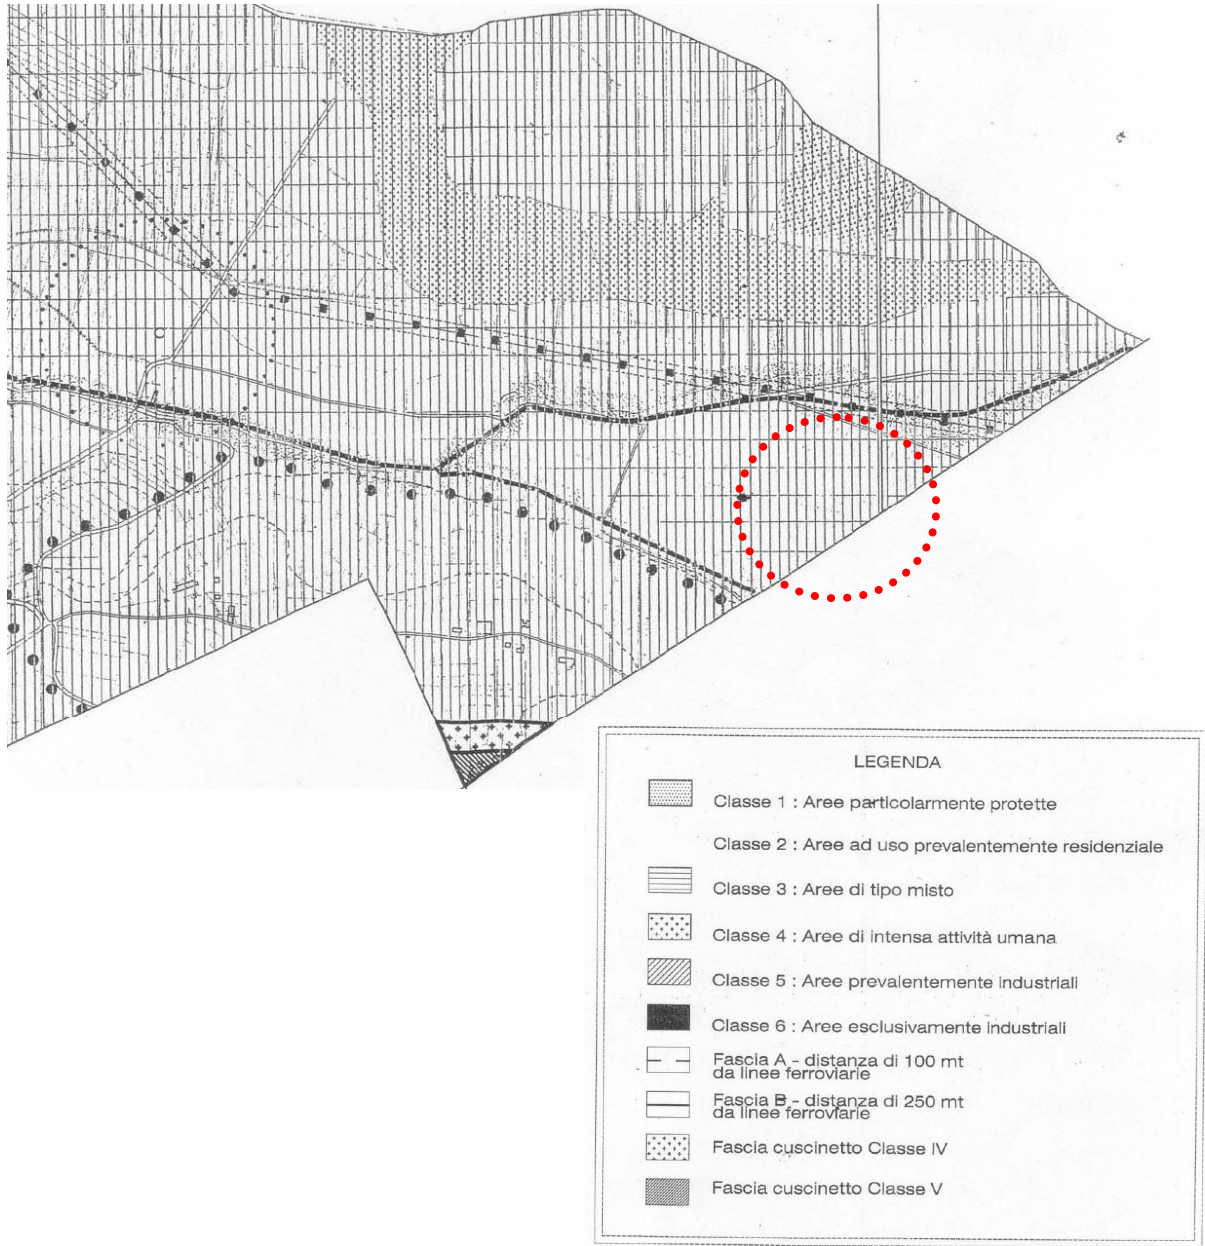 LEGENDA
Classe 1 : Aree particolarmente protette
Classe 2 : Aree ad uso prevalentemente residenziale
Classe 3 : Aree di tipo misto
Classe 4 : Aree di intensa attività umana
Classe 5 : Aree prevalentemente industriali
Classe 6 : Aree esclusivamente industriali
Fascia A - distanza di 100 mt
da linee ferroviarie
Fascia B - distanza di 250 mt
da linee ferroviarie
Fascia cuscinetto Classe IV
Fascia cuscinetto Classe V